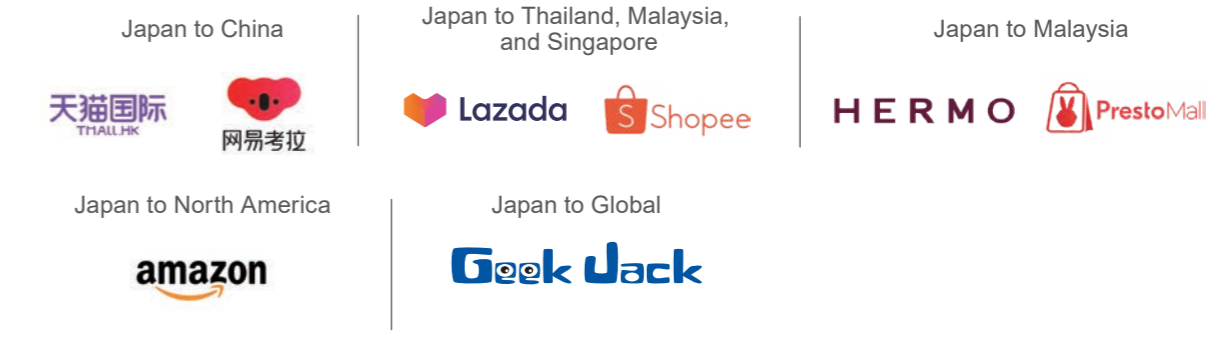 Japan to China
天猫国际
TMALL.HK
网易考拉
Japan to Thailand, Malaysia,
and Singapore
Lazada
S
Shopee
Japan to Malaysia
HERMO
PrestoMall
Japan to North America
amazon
Japan to Global
Geek Jack